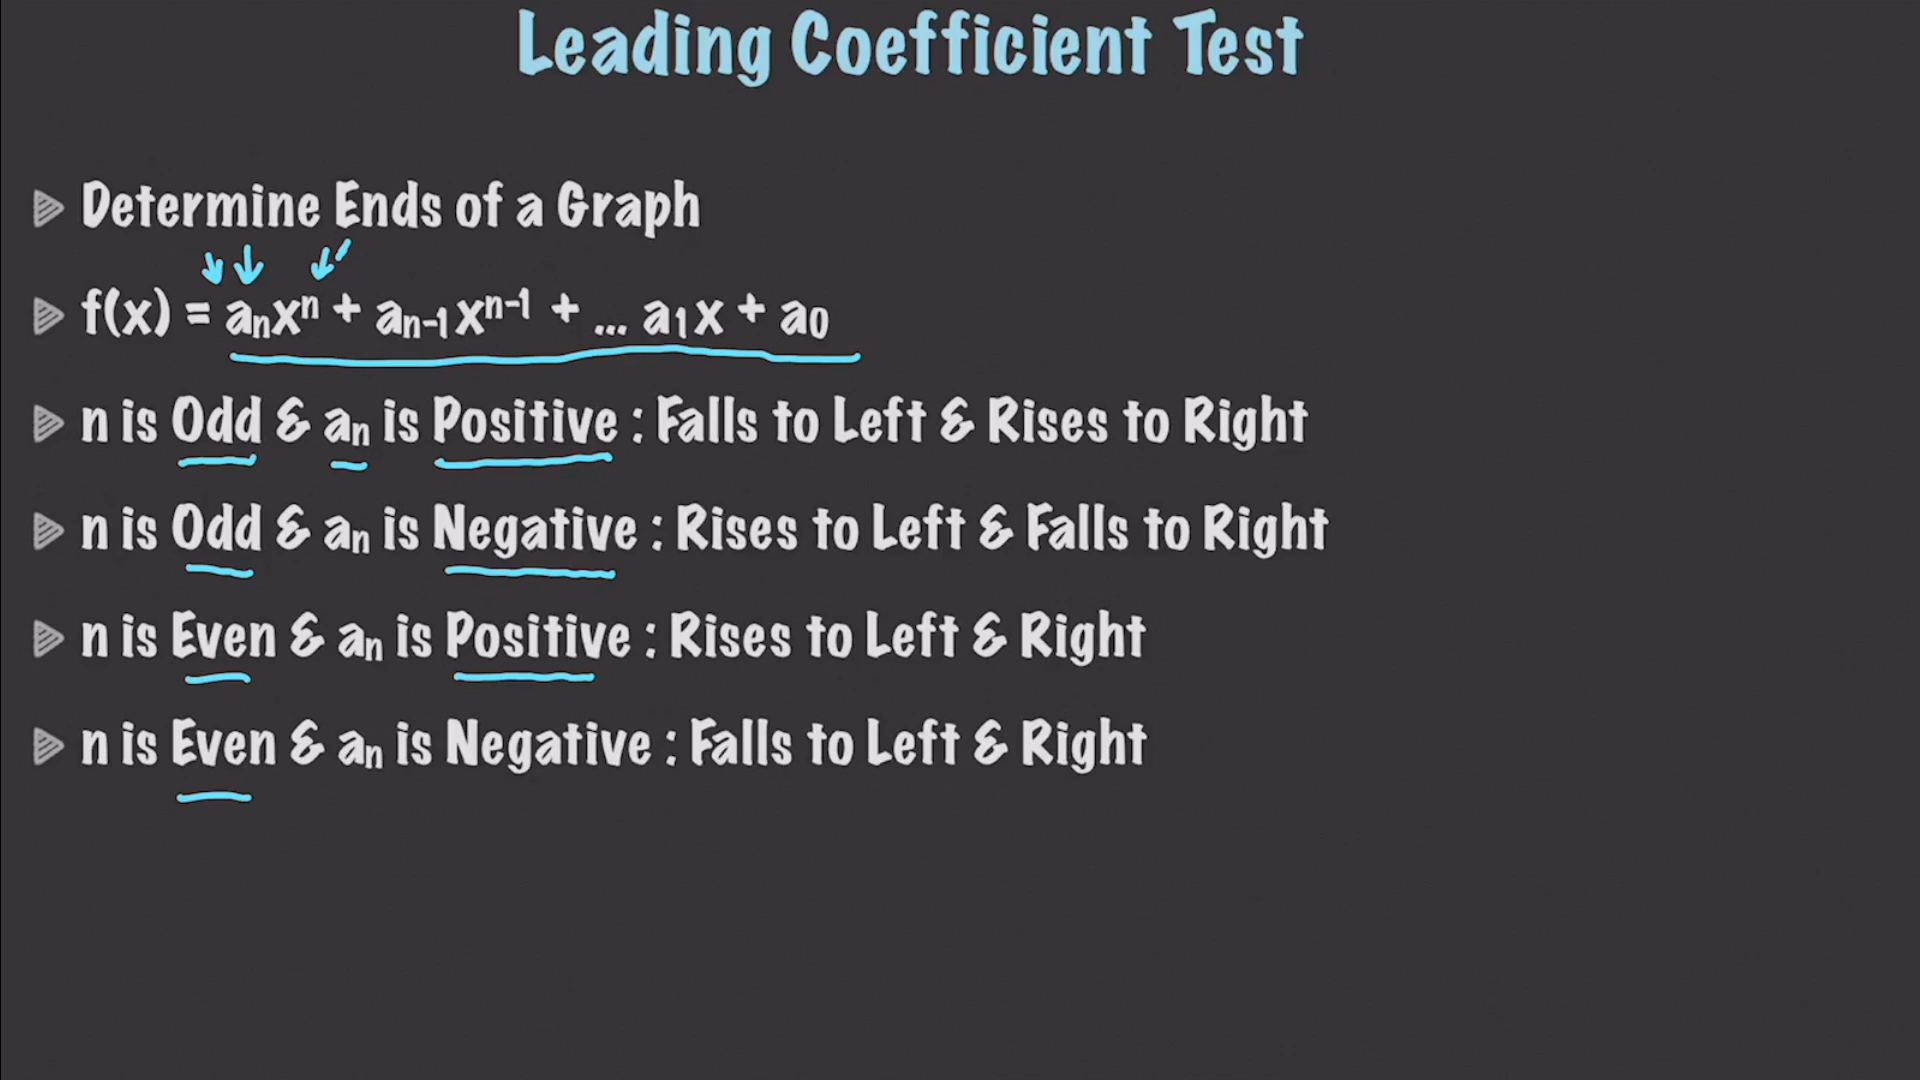 Leading Coefficient Test
Determine Ends of a Graph
f(x) = aₙxⁿ + aₙ₋₁xⁿ⁻¹ + ... a₁x + a₀
n is Odd & aₙ is Positive : Falls to Left & Rises to Right
n is Odd & aₙ is Negative : Rises to Left & Falls to Right
n is Even & aₙ is Positive : Rises to Left & Right
n is Even & aₙ is Negative : Falls to Left & Right